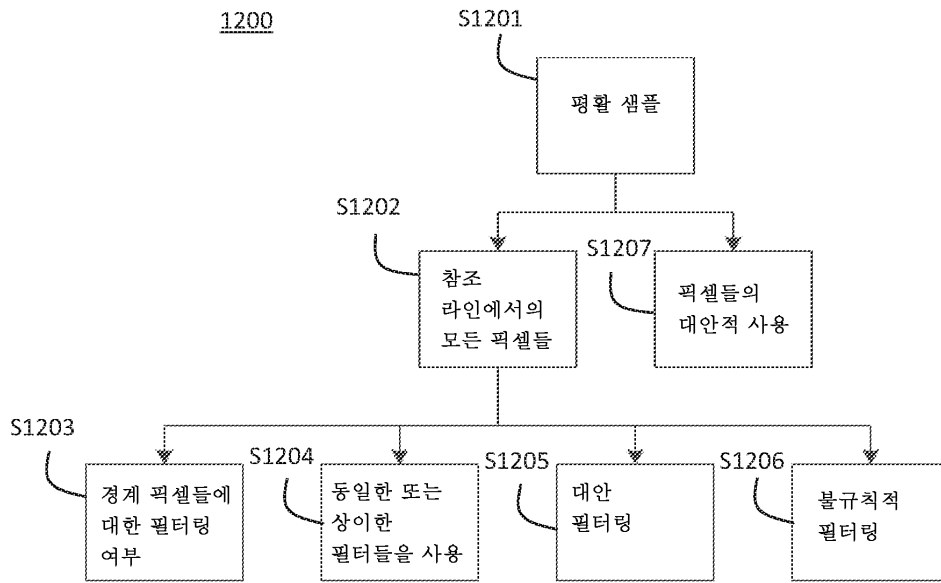 1200
S1201
평활 샘플
S1202
참조
라인에서의
모든 픽셀들
S1207
픽셀들의
대안적 사용
S1203
경계 픽셀들에
대한 필터링
여부
S1204
동일한 또는
상이한
필터들을 사용
S1205
대안
필터링
S1206
불규칙적
필터링